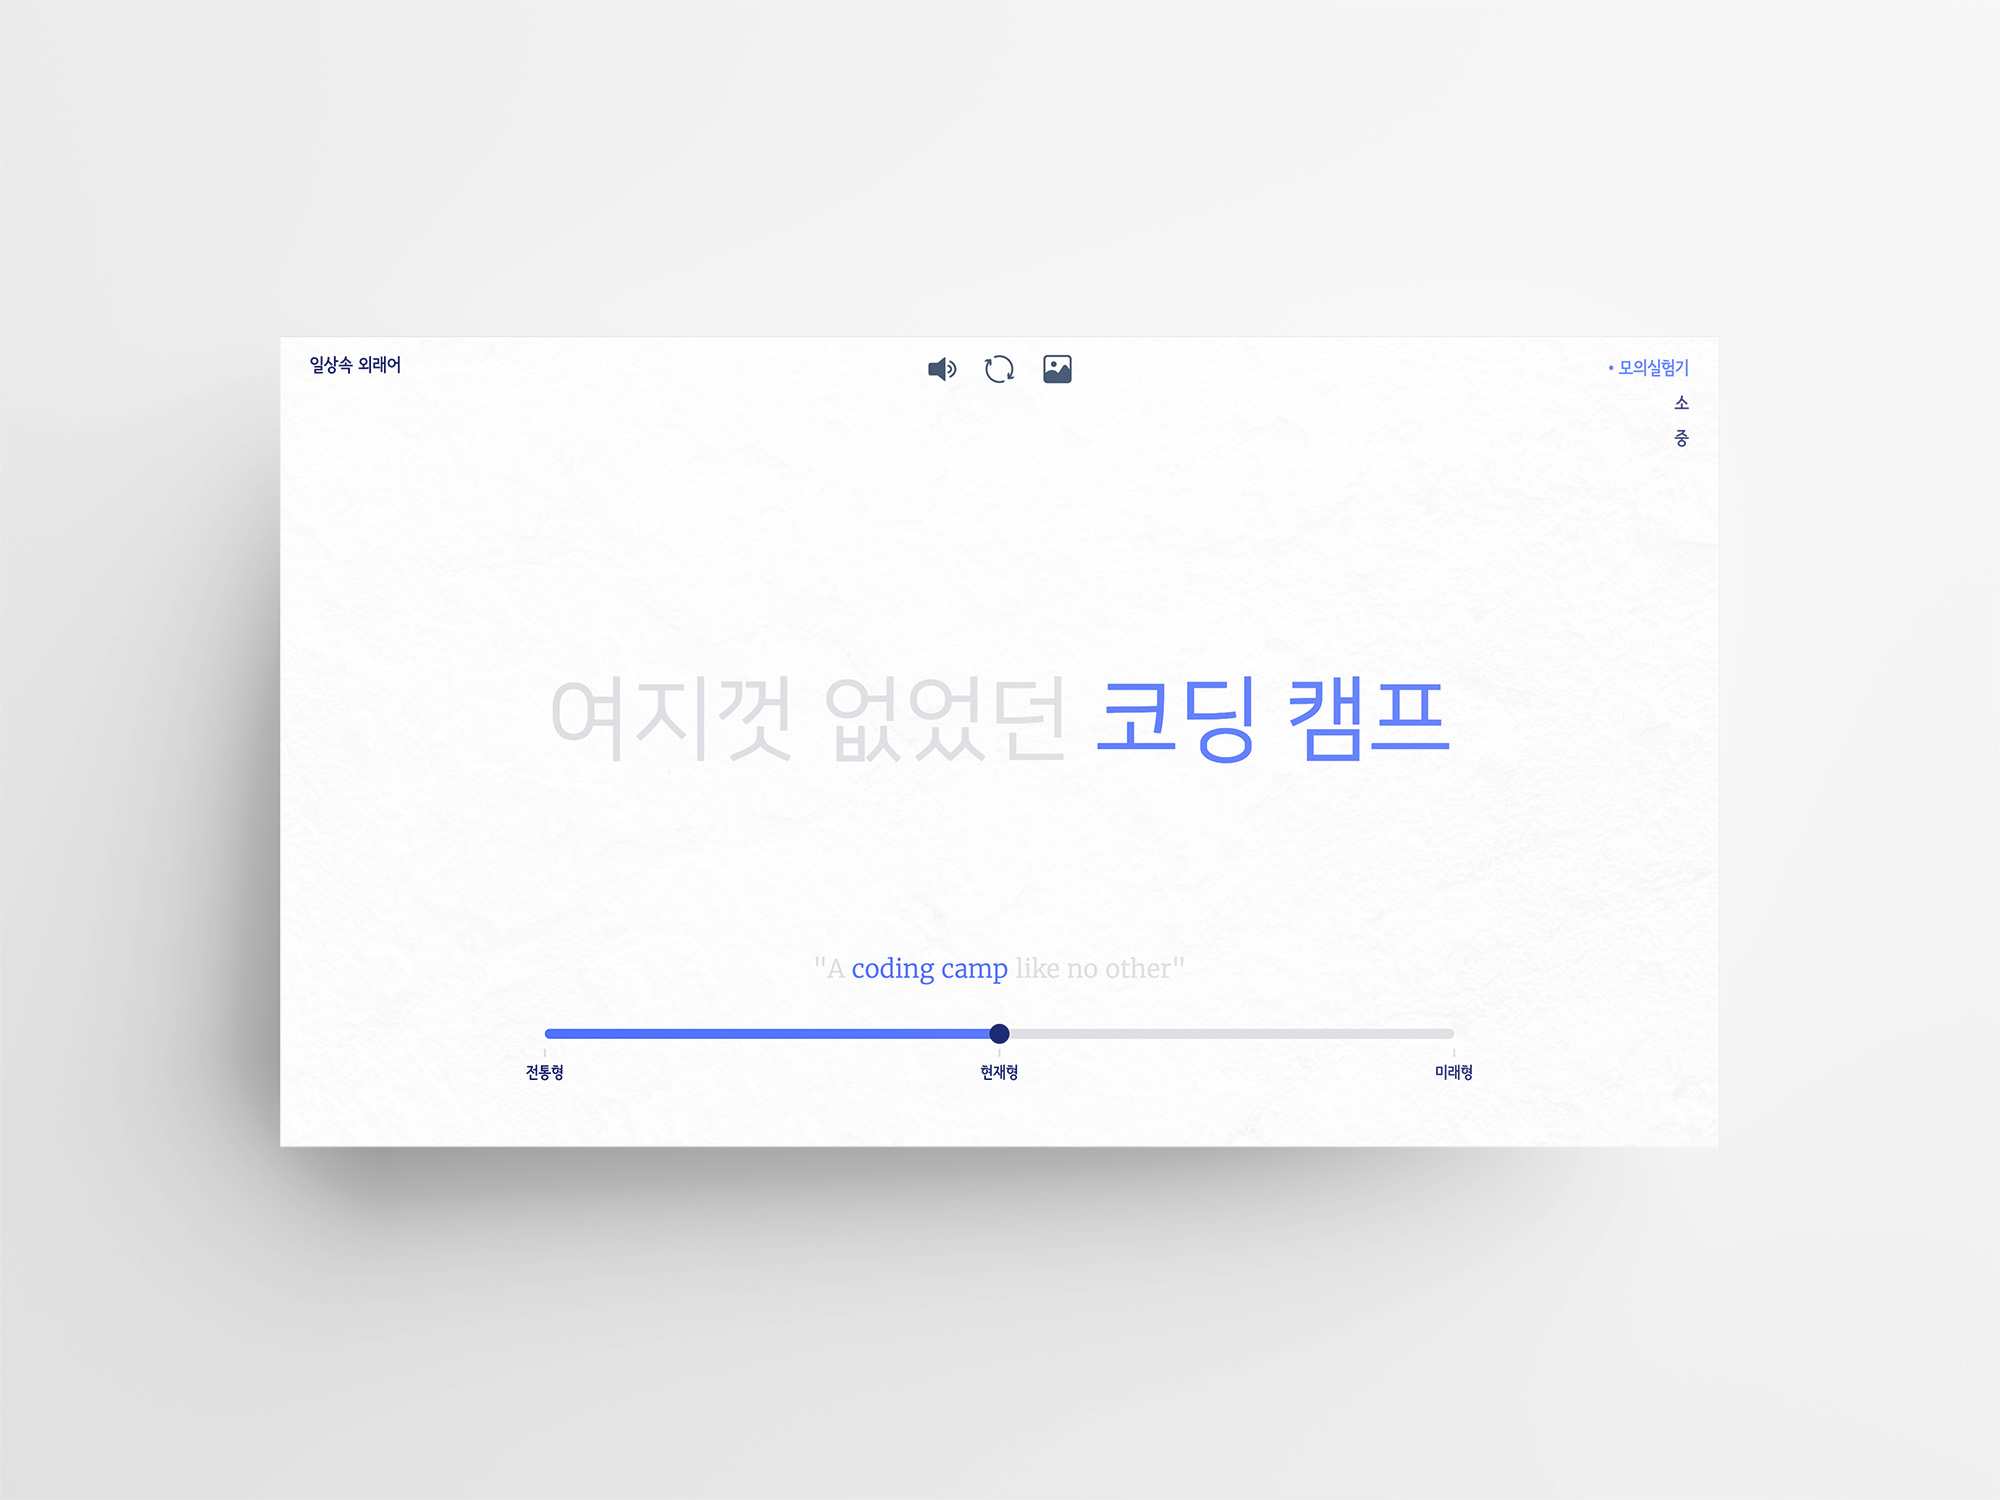 일상속 외래어
• 모의실험기
소
중
여지껏 없었던 코딩 캠프
"A coding camp like no other"
전통형 현재형 미래형